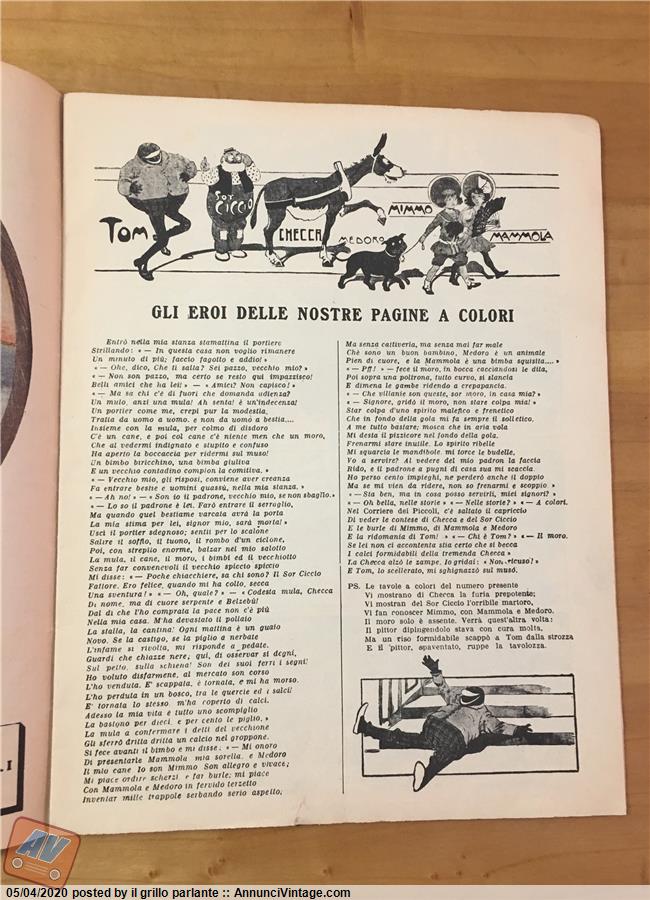 TOM
SOR CICCIO
CHECCA
MEDORO
MIMMO
MAMMOLA
GLI EROI DELLE NOSTRE PAGINE A COLORI
Entrò nella mia stanza stamattina il portiere
Strillando: « — In questa casa non voglio rimanere
Un minuto di più; faccio fagotto e addio! »
« — Ohe, dico, Che ti salta? Sei pazzo, vecchio mio? »
« — Non son pazzo, ma certo se resto qui impazzisco!
Belli amici che ha lei! » — « Amici? Non capisco! »
« — Ma sa chi c'è di fuori che domanda udienza?
Un mulo, anzi una mula! Ah senta! è un'indecenza!
Un portier come me, crepi pur la modestia,
Tratta da uomo a uomo, e non da uomo a bestia....
Insieme con la mula, per colmo di disdoro
C'è un cane, e poi col cane c'è niente men che un moro,
Che al vedermi indignato e stupito e confuso
Ha aperto la boccaccia per ridermi sul muso!
Un bimbo biricchino, una bimba giuliva
E un vecchio contadino compion la comitiva. »
« — Vecchio mio, gli risposi, conviene aver creanza
Fa entrare bestie e uomini quassù, nella mia stanza. »
« — Ah no! » — « Son io il padrone, vecchio mio, se non sbaglio.»
« — Lo so il padrone è lei. Farò entrare il serraglio,
Ma quando quel bestiame varcata avrà la porta
La mia stima per lei, signor mio, sarà morta! »
Uscì il portier sdegnoso; sentii per lo scalone
Salire il soffio, il tuono, il rombo d'un ciclone,
Poi, con strepito enorme, balzar nel mio salotto
La mula, il cane, il moro, i bimbi ed il vecchiotto
Senza far convenevoli il vecchio spiccio spiccio
Mi disse: « — Poche chiacchiere, sa chi sono? Il Sor Ciccio
Fattore. Ero felice, quando mi ha collo, secca
Una sventura! » « — Oh, quale? » — « Codesta mula, Checca
Di nome, ma di cuore serpente e Belzebù!
Dal dì che l'ho comprata la pace non c'è più
Nella mia casa. M'ha devastato il pollaio
La stalla, la cantina! Ogni mattina è un guaio
Novo. Se la castigo, se la piglio a nerbate
L'infame si rivolta, mi risponde a pedate.
Guardi che chiazze nere; qui, di osservar si degni,
Sul petto, sulla schiena! Son dei suoi ferri i segni!
Ho voluto disfarmene, al mercato son corso
L'ho venduta. E' scappata, è tornata, e mi ha morso.
L'ho perduta in un bosco, tra le quercie ed i salci!
E' tornata lo stesso, m'ha coperto di calci.
Adesso la mia vita è tutto uno scompiglio
La bastono per dieci, e per cento le piglio. »
La mula a confermare i detti del vecchione
Gli sferrò dritto dritto un calcio nel groppone.
Si fece avanti il bimbo e mi disse: « — Mi onoro
Di presentarle Mammola mia sorella, e Medoro
Il mio cane. Io son Mimmo. Son allegro e vivace;
Mi piace ordire scherzi, e far burle; mi piace
Con Mammola e Medoro in fervido terzetto
Inventar mille trappole serbando serio aspetto;
Ma senza cattiveria, ma senza mai far male
Chè sono un buon bambino, Medoro è un animale
Pien di cuore, e la Mammola è una bimba squisita.... »
« — Pff! » — fece il moro, in bocca cacciandosi le dita,
Poi sopra una poltrona, tutto curvo, si slancia
E dimena le gambe ridendo a crepapancia.
« — Che villanie son queste, sor moro, in casa mia? »
« — Signore, gridò il moro, non stare colpa mia! »
Star colpa d'uno spirito malefico e frenetico
Che in fondo della gola mi fa sempre il solletico.
A me tutto bastare; mosca che in aria vola
Mi desta il pizzicore nel fondo della gola.
Frenarmi stare inutile. Lo spirito ribelle
Mi squarcia le mandibole, mi torce le budelle,
Vo a servire? Al vedere del mio padron la faccia
Rido, e il padrone a pugni di casa sua mi scaccia.
Ho perso cento impieghi, ne perderò anche il doppio
Ma se mi vien da ridere, non so frenarmi e scoppio »
« — Sta ben, ma in cosa posso servirli, miei signori? »
« — Oh bella, nelle storie » « — Nelle storie? » « — A colori.
Nel Corriere dei Piccoli, c'è saltato il capriccio
Di veder le contese di Checca e del Sor Ciccio
E le burle di Mimmo, di Mammola e Medoro
E la ridomania di Tom! » « — Chi è Tom? » « — Il moro.
Se lei non ci accontenta stia certo che si becca
I calci formidabili della tremenda Checca »
La Checca alzò le zampe. Io gridai: « Non ricuso! »
E Tom, lo scellerato, mi sghignazzò sul muso.
PS. Le tavole a colori del numero presente
Vi mostrano di Checca la furia prepotente;
Vi mostran del Sor Ciccio l'orribile martoro,
Vi fan conoscer Mimmo, con Mammola e Medoro.
Il moro solo è assente. Verrà quest'altra volta:
Il pittor dipingendolo stava con cura molta,
Ma un riso formidabile scappò a Tom dalla strozza
E il pittor, spaventato, ruppe la tavolozza.
AV
05/04/2020 posted by il grillo parlante :: AnnunciVintage.com